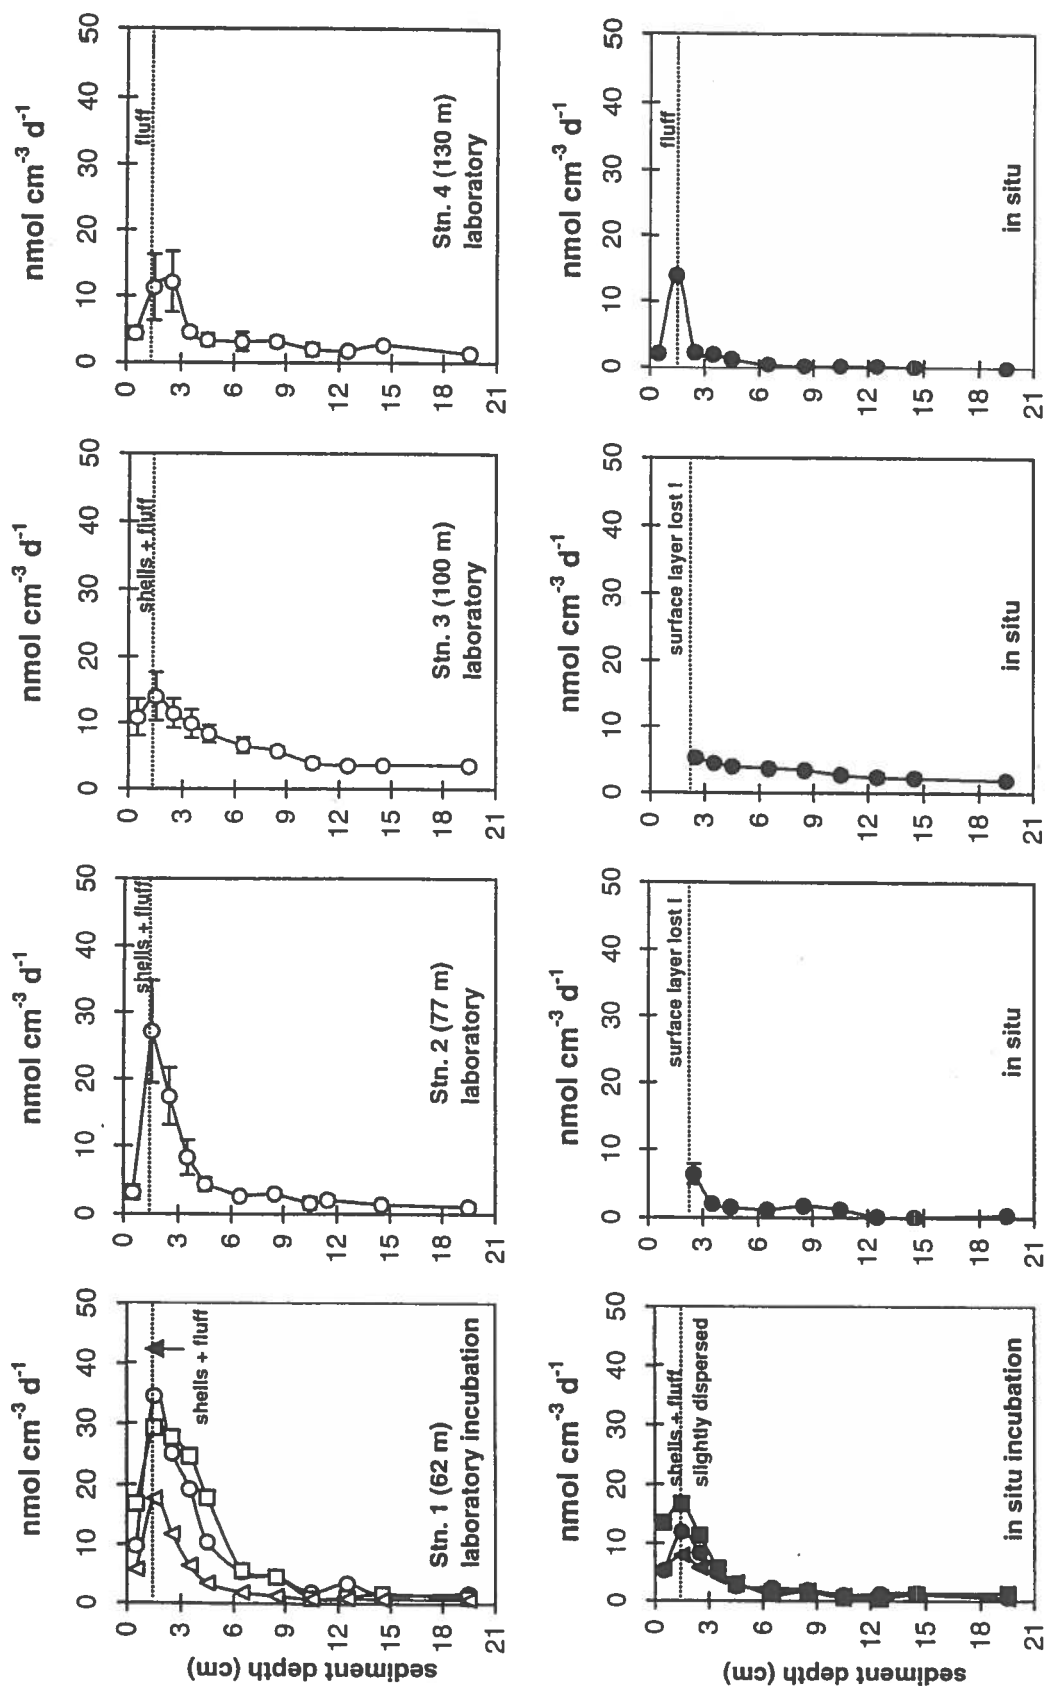 nmol cm⁻³ d⁻¹
0 10 20 30 40 50
sediment depth (cm)
0
3
6
9
12
15
18
21
shells + fluff
Stn. 1 (62 m)
laboratory incubation
nmol cm⁻³ d⁻¹
0 10 20 30 40 50
0
3
6
9
12
15
18
21
shells + fluff
Stn. 2 (77 m)
laboratory
nmol cm⁻³ d⁻¹
0 10 20 30 40 50
0
3
6
9
12
15
18
21
shells + fluff
Stn. 3 (100 m)
laboratory
nmol cm⁻³ d⁻¹
0 10 20 30 40 50
0
3
6
9
12
15
18
21
fluff
Stn. 4 (130 m)
laboratory
nmol cm⁻³ d⁻¹
0 10 20 30 40 50
sediment depth (cm)
0
3
6
9
12
15
18
21
shells + fluff
slightly dispersed
in situ incubation
nmol cm⁻³ d⁻¹
0 10 20 30 40 50
0
3
6
9
12
15
18
21
surface layer lost !
in situ
nmol cm⁻³ d⁻¹
0 10 20 30 40 50
0
3
6
9
12
15
18
21
surface layer lost !
in situ
nmol cm⁻³ d⁻¹
0 10 20 30 40 50
0
3
6
9
12
15
18
21
fluff
in situ